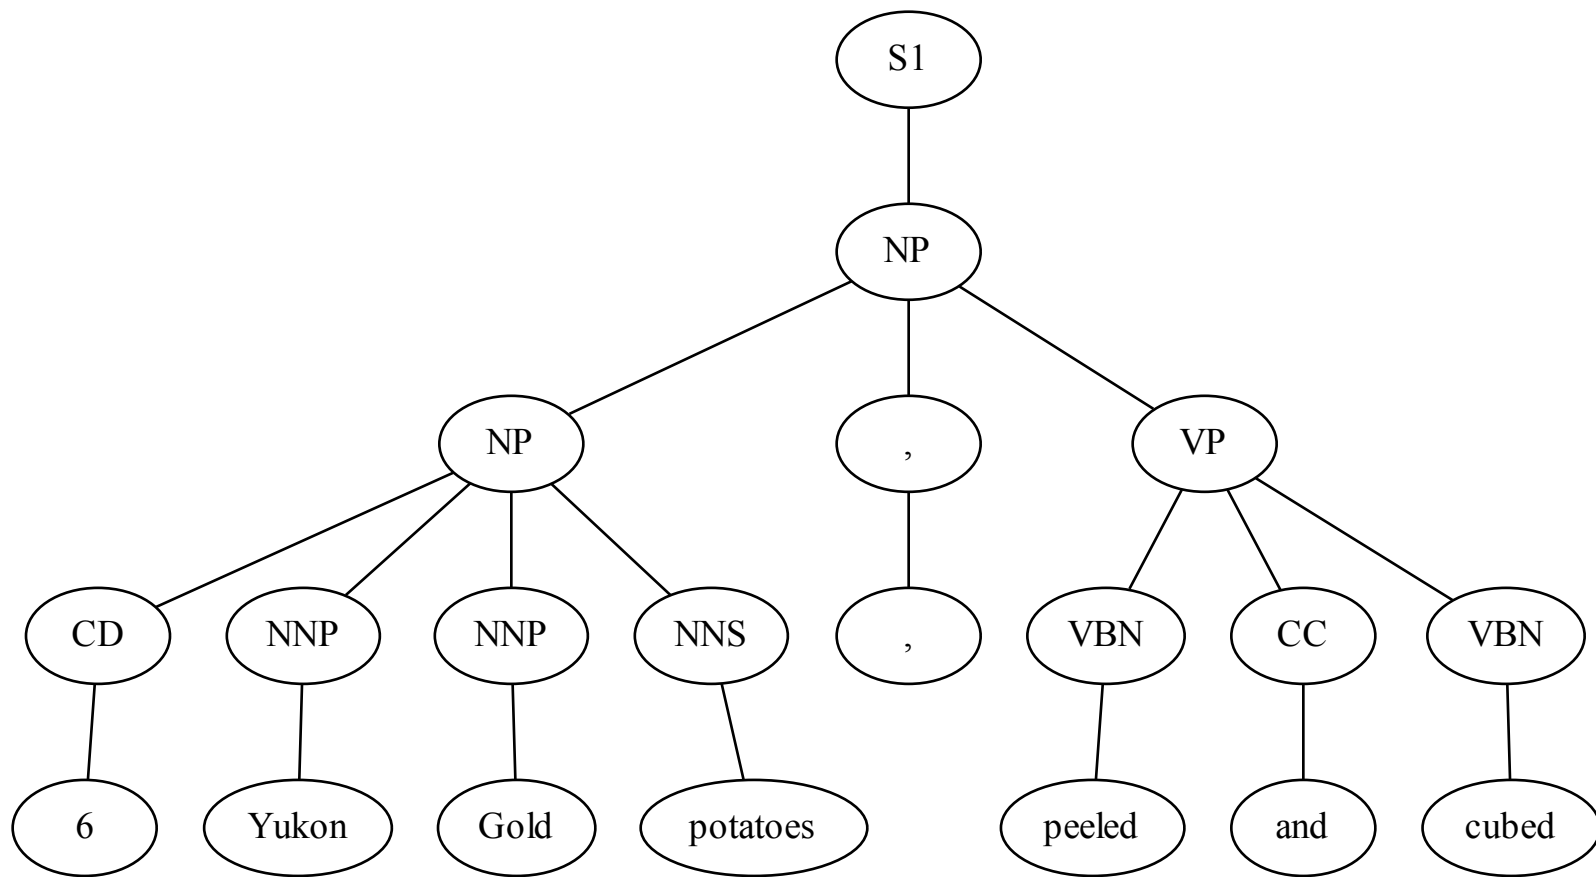 S1
NP
NP , VP
CD NNP NNP NNS , VBN CC VBN
6 Yukon Gold potatoes peeled and cubed